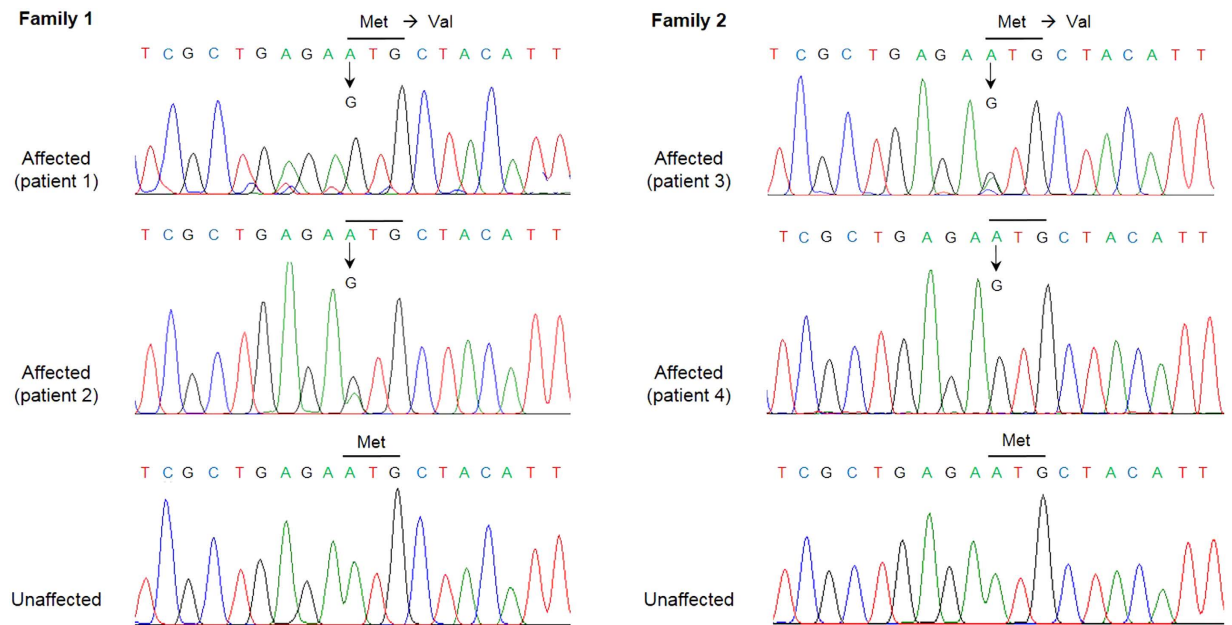 Family 1
Met → Val
T C G C T G A G A A T G C T A C A T T
G
Affected
(patient 1)
T C G C T G A G A A T G C T A C A T T
G
Affected
(patient 2)
Met
T C G C T G A G A A T G C T A C A T T
Unaffected
Family 2
Met → Val
T C G C T G A G A A T G C T A C A T T
G
Affected
(patient 3)
T C G C T G A G A A T G C T A C A T T
G
Affected
(patient 4)
Met
T C G C T G A G A A T G C T A C A T T
Unaffected